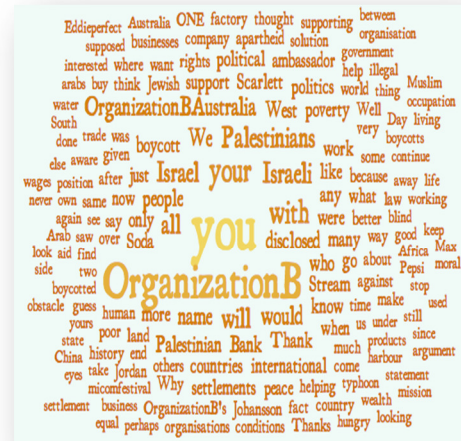 Eddieperfect Australia ONE factory thought supporting between
supposed businesses company apartheid solution organisation
interested where want rights political ambassador government
arabs buy think Jewish support Scarlett politics help illegal world thing Muslim
water OrganizationBAustralia West poverty Well Day living occupation
South done trade was boycott We Palestinians work very boycotts
else aware given some continue
wages position after just Israel your Israeli like because away life
never own same now people any what law working
again see say only all you with were better blind
Arab saw over Soda disclosed many way good keep
look aid find OrganizationB who go about Africa Max
side two Stream against Pepsi moral
boycotted know time make stop
obstacle guess human more name will would used
yours poor land Palestinian Bank Thank when us under still
state much products since
China history end others countries international come harbour argument
eyes take Jordan
micomfestival Why settlements peace helping typhoon statement
settlement business OrganizationB's Johansson fact country wealth mission
equal perhaps organisations conditions Thanks hungry looking